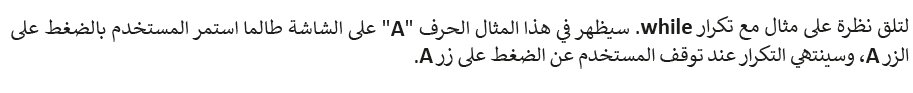 لتلق نظرة على مثال مع تكرار while. سيظهر في هذا المثال الحرف "A" على الشاشة طالما استمر المستخدم بالضغط على
الزر A، وسينتهي التكرار عند توقف المستخدم عن الضغط على زر A.